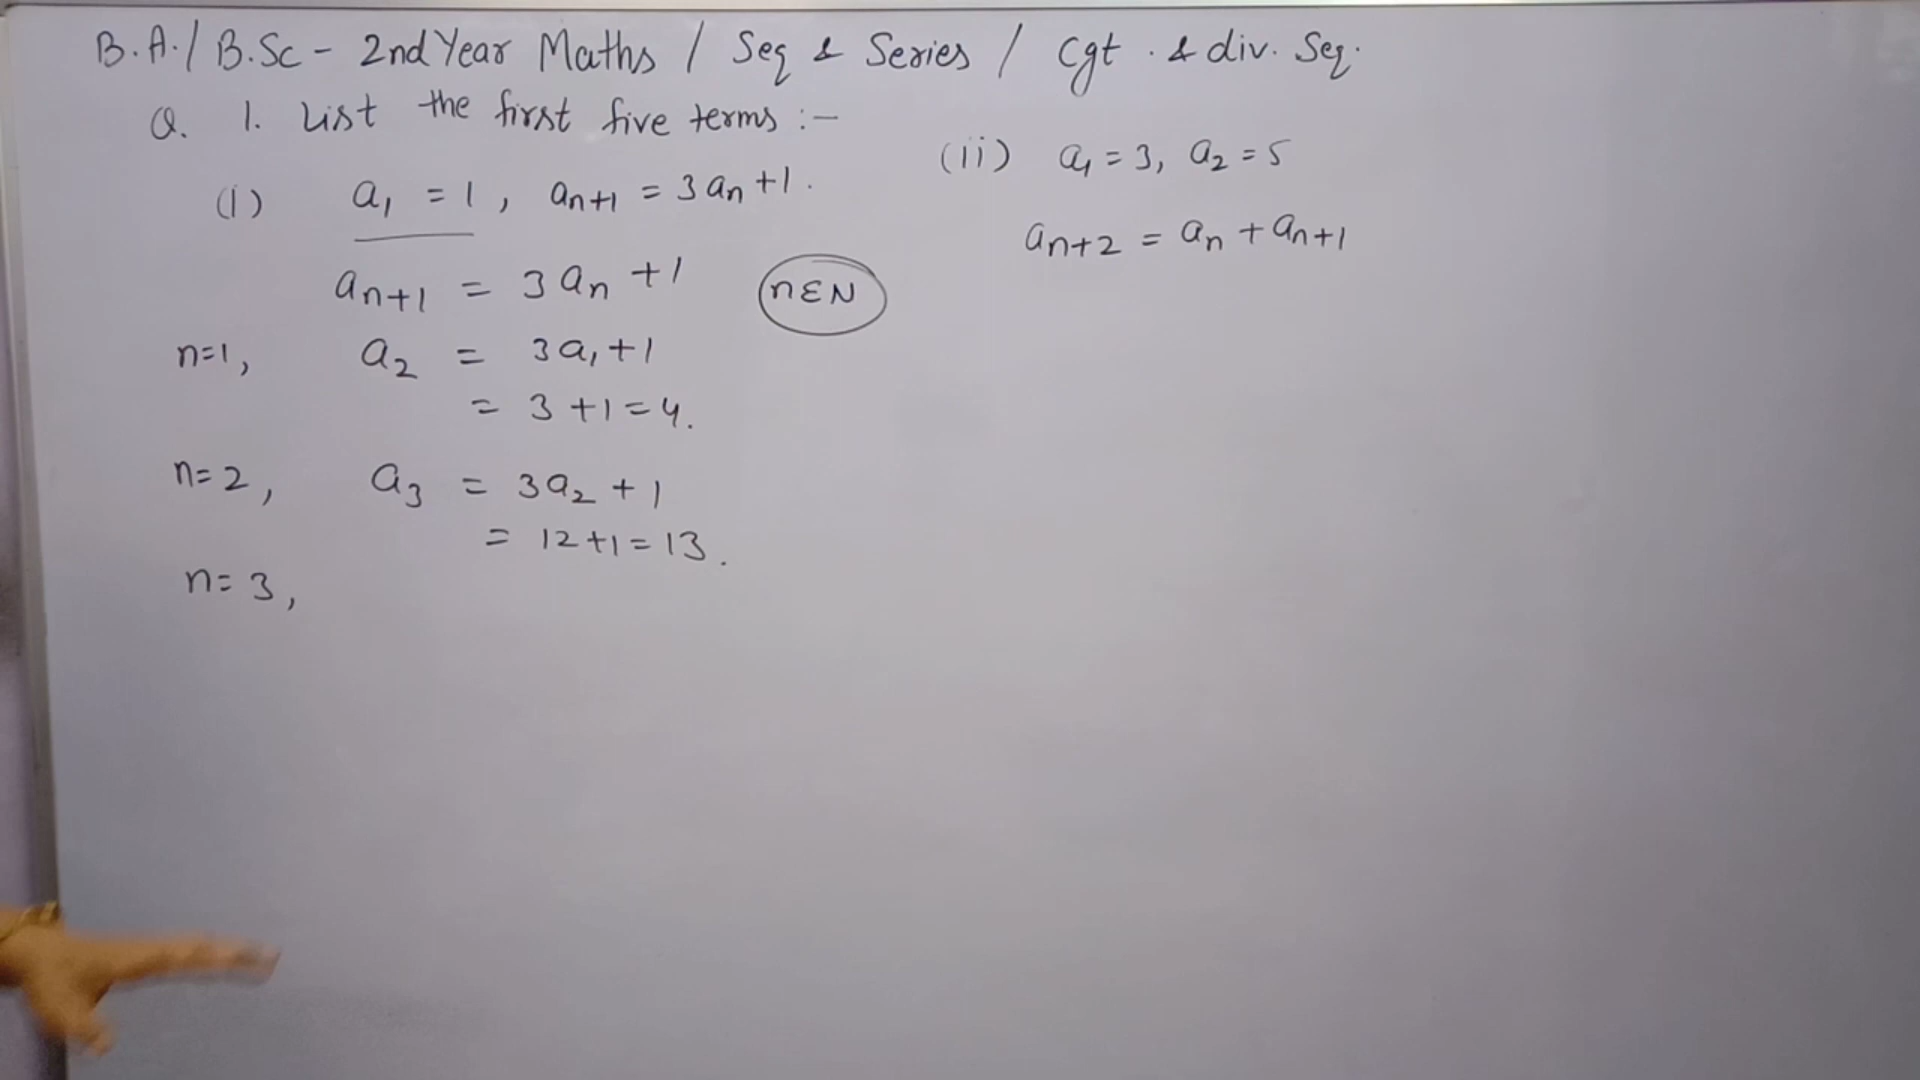 B.A./B.Sc - 2nd Year Maths / Seq & Series / Cgt. & div. Seq.
Q. 1. List the first five terms :-
(i) a₁ = 1, aₙ₊₁ = 3aₙ + 1.
aₙ₊₁ = 3aₙ + 1 n∈N
n=1, a₂ = 3a₁ + 1
= 3 + 1 = 4.
n=2, a₃ = 3a₂ + 1
= 12 + 1 = 13.
n=3,
(ii) a₁ = 3, a₂ = 5
aₙ₊₂ = aₙ + aₙ₊₁